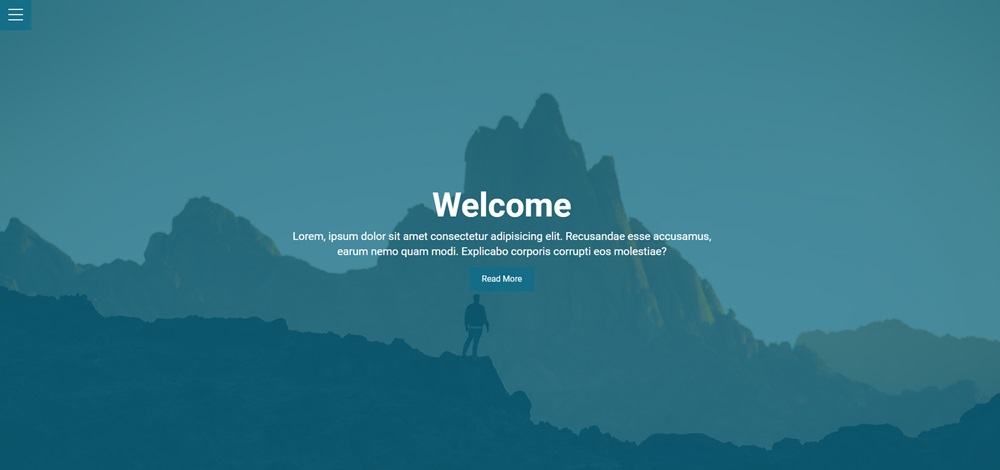 Welcome
Lorem, ipsum dolor sit amet consectetur adipisicing elit. Recusandae esse accusamus,
earum nemo quam modi. Explicabo corporis corrupti eos molestiae?
Read More